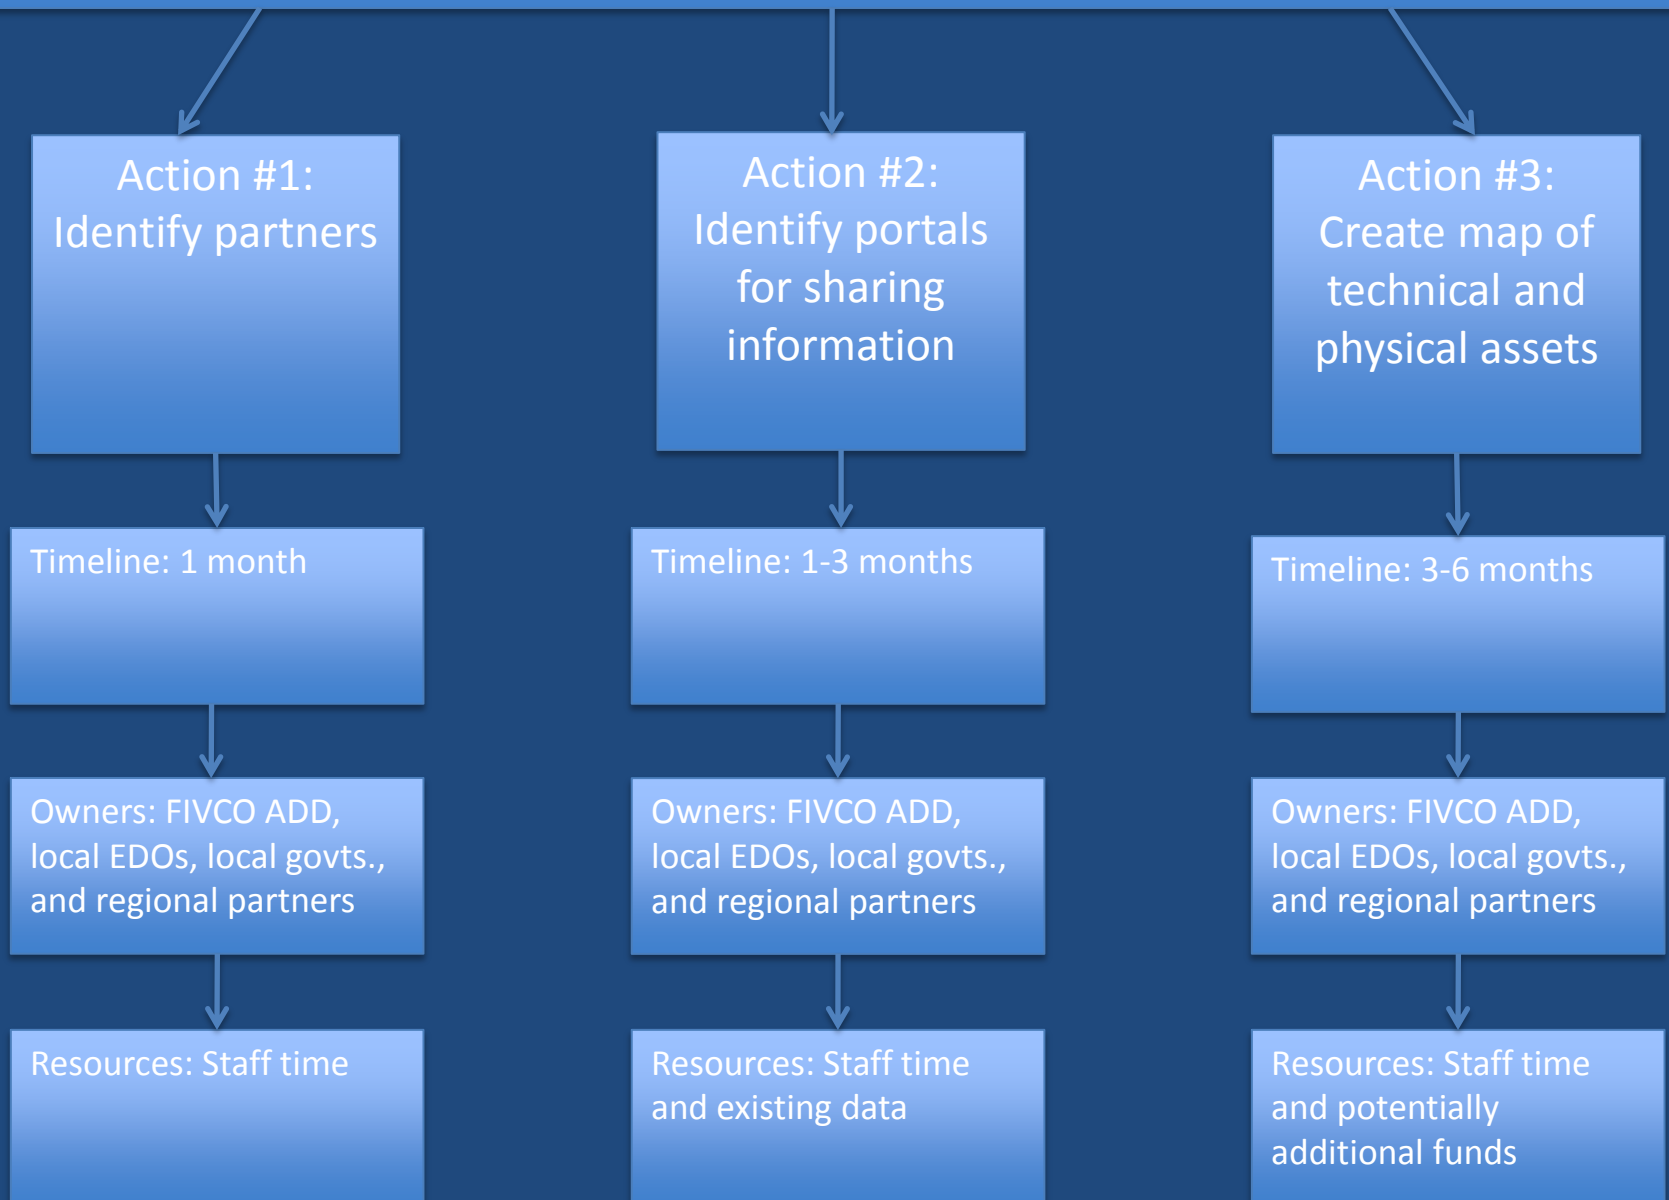 Action #1:
Identify partners
Action #2:
Identify portals
for sharing
information
Action #3:
Create map of
technical and
physical assets
Timeline: 1 month
Timeline: 1-3 months
Timeline: 3-6 months
Owners: FIVCO ADD,
local EDOs, local govts.,
and regional partners
Owners: FIVCO ADD,
local EDOs, local govts.,
and regional partners
Owners: FIVCO ADD,
local EDOs, local govts.,
and regional partners
Resources: Staff time
Resources: Staff time
and existing data
Resources: Staff time
and potentially
additional funds